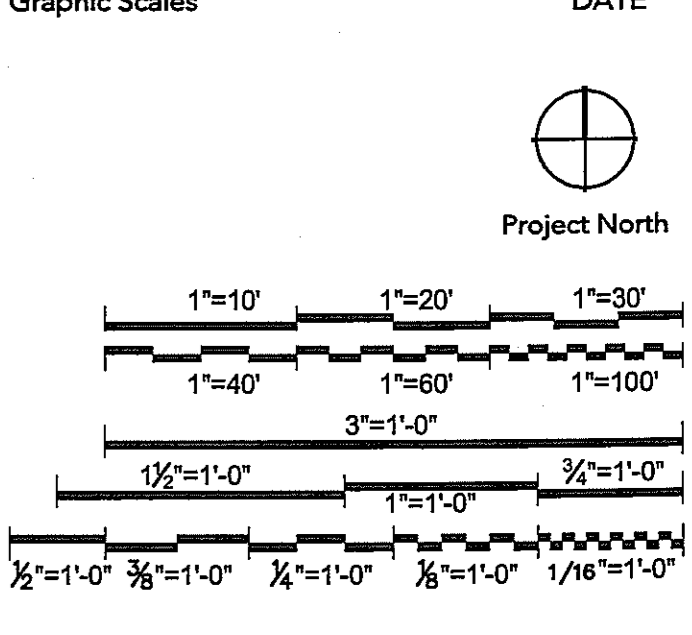 Graphic Scales DATE
Project North
1"=10' 1"=20' 1"=30'
1"=40' 1"=60' 1"=100'
3"=1'-0"
1½"=1'-0" ¾"=1'-0"
1"=1'-0"
½"=1'-0" ⅜"=1'-0" ¼"=1'-0" ⅛"=1'-0" 1/16"=1'-0"